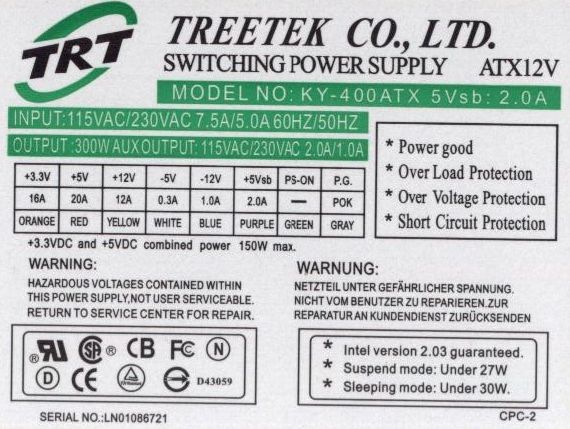 TRT
TREETEK CO., LTD.
SWITCHING POWER SUPPLY ATX12V
MODEL NO: KY-400ATX 5Vsb: 2.0A
INPUT:115VAC/230VAC 7.5A/5.0A 60HZ/50HZ
OUTPUT :300W AUX OUTPUT: 115VAC/230VAC 2.0A/1.0A
+3.3V +5V +12V -5V -12V +5Vsb PS-ON P.G.
16A 20A 12A 0.3A 1.0A 2.0A — POK
ORANGE RED YELLOW WHITE BLUE PURPLE GREEN GRAY
+3.3VDC and +5VDC combined power 150W max.
* Power good
* Over Load Protection
* Over Voltage Protection
* Short Circuit Protection
WARNING:
HAZARDOUS VOLTAGES CONTAINED WITHIN
THIS POWER SUPPLY,NOT USER SERVICEABLE.
RETURN TO SERVICE CENTER FOR REPAIR.
WARNUNG:
NETZTEIL UNTER GEFÄHRLICHER SPANNUNG.
NICHT VOM BENUTZER ZU REPARIEREN.ZUR
REPARATUR AN KUNDENDIENST ZURÜCKSENDEN
® RU SA ® CB FC N
D CE D43059
* Intel version 2.03 guaranteed.
* Suspend mode: Under 27W
* Sleeping mode: Under 30W.
SERIAL NO.:LN01086721
CPC-2